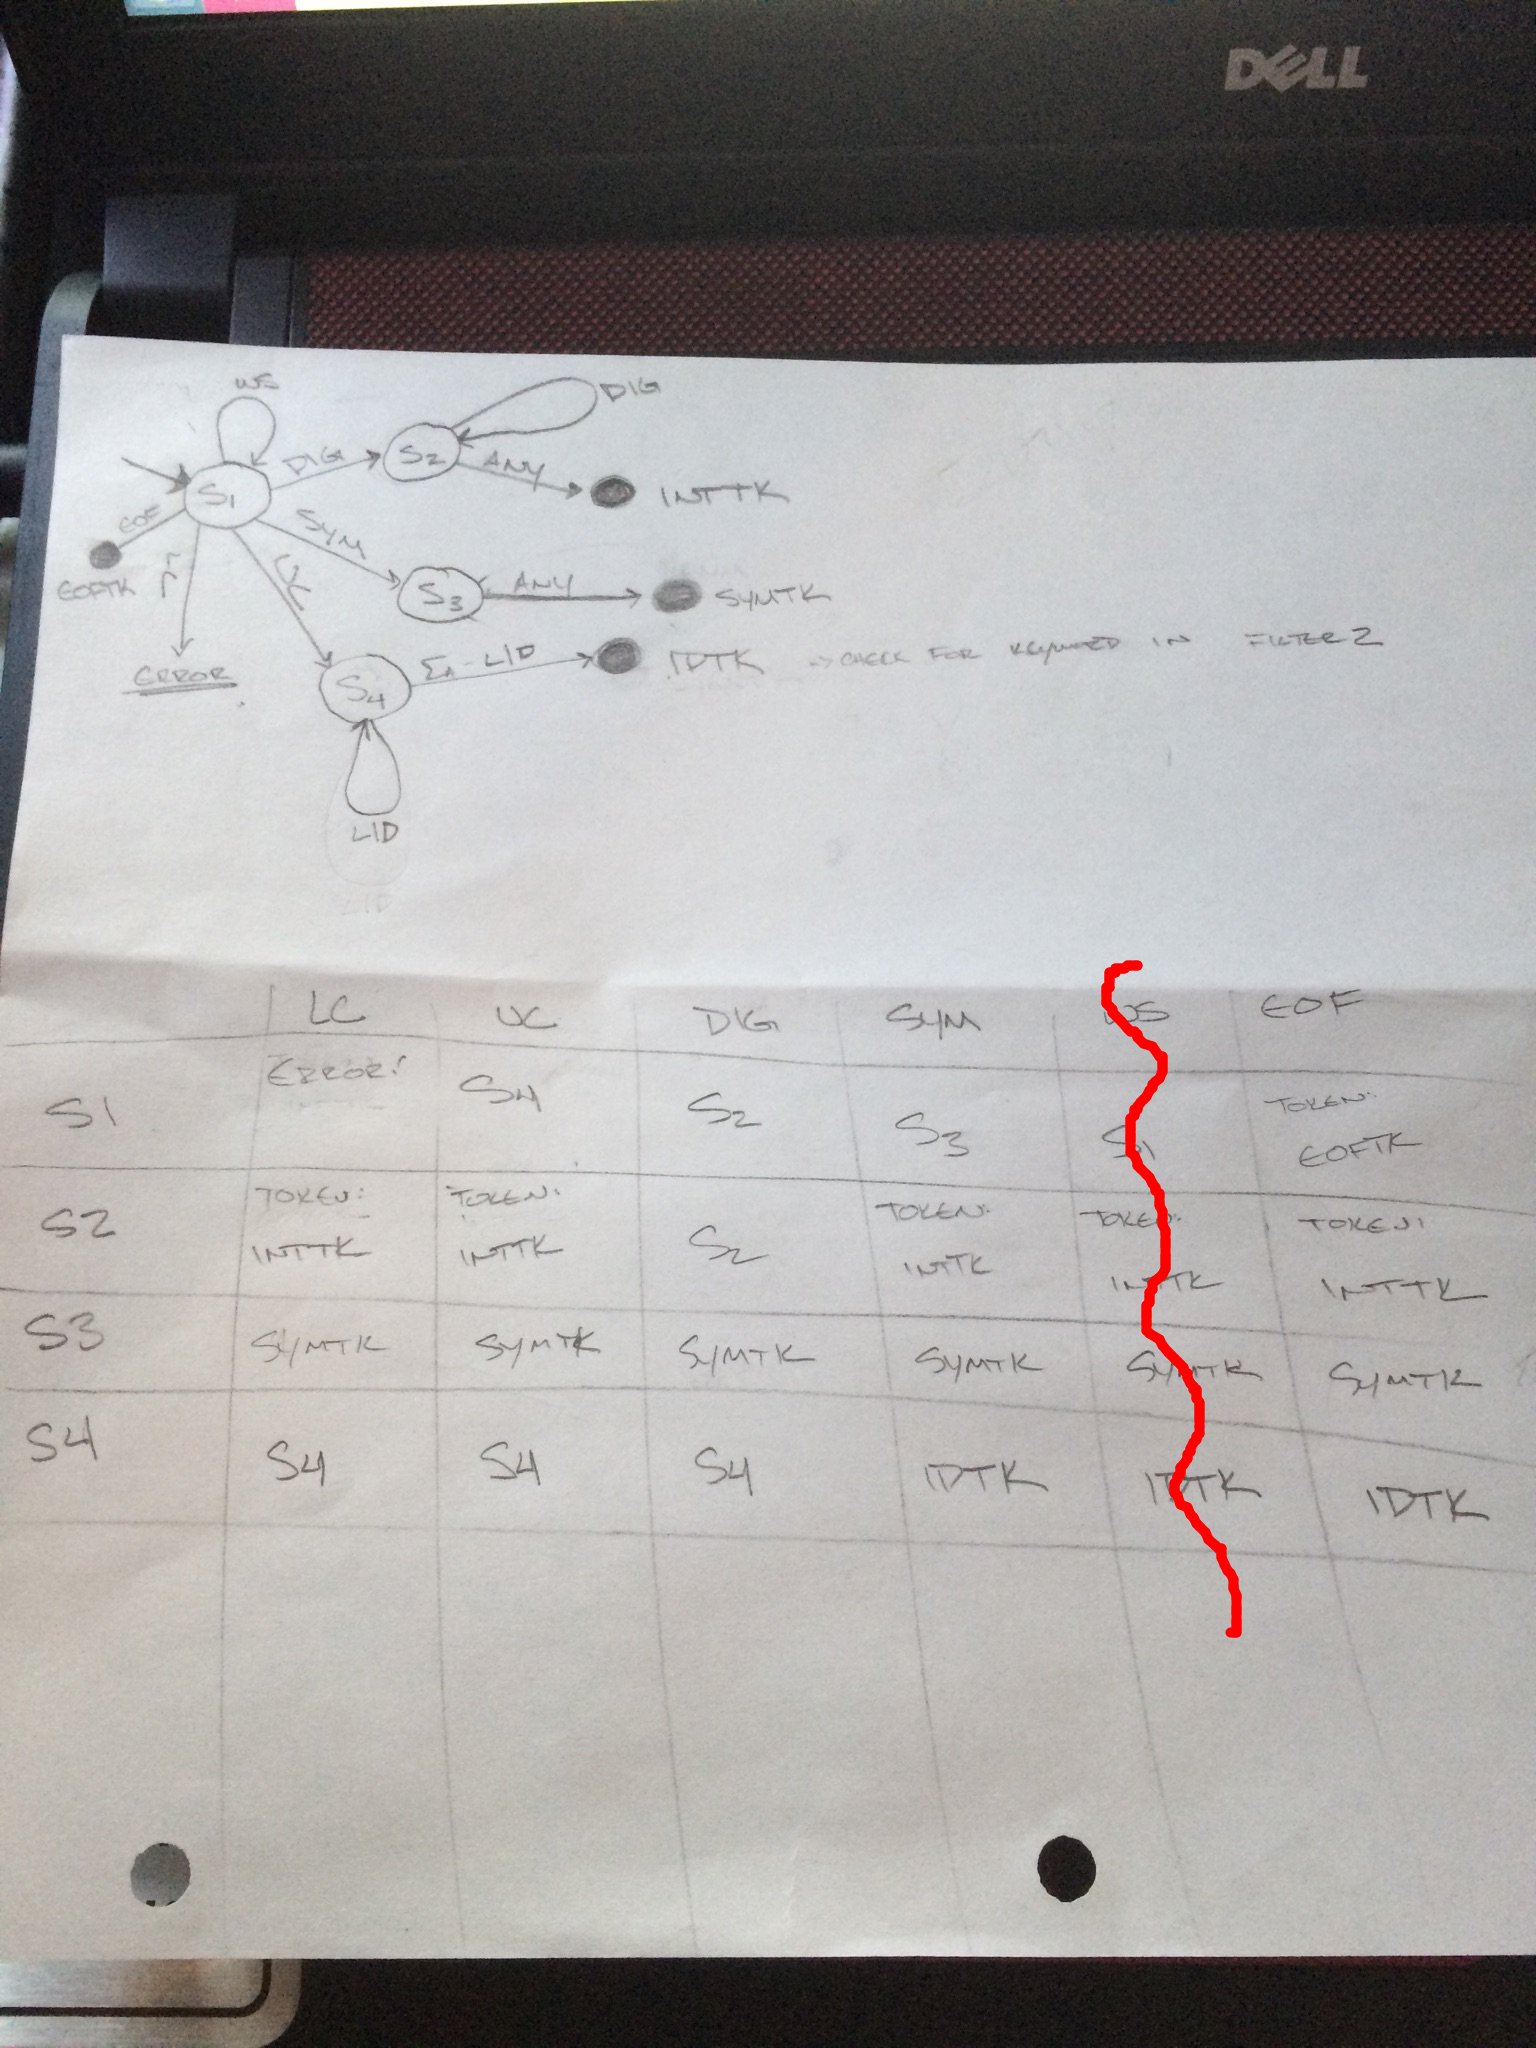 DELL
WS
DIG
S2
DIG
ANY
INTTK
S1
EOF
SYM
EOFTK
S3
ANY
SYMTK
ERROR
S4
Σ - LID
IDTK -> CHECK FOR KEYWORD IN FILTER 2
LID
LID
LC UC DIG SYM WS EOF
S1 ERROR! S4 S2 S3 S1 TOKEN: EOFTK
S2 TOKEN: INTTK TOKEN: INTTK S2 TOKEN: INTTK TOKEN: INTTK TOKEN: INTTK
S3 SYMTK SYMTK SYMTK SYMTK SYMTK SYMTK
S4 S4 S4 S4 IDTK IDTK IDTK